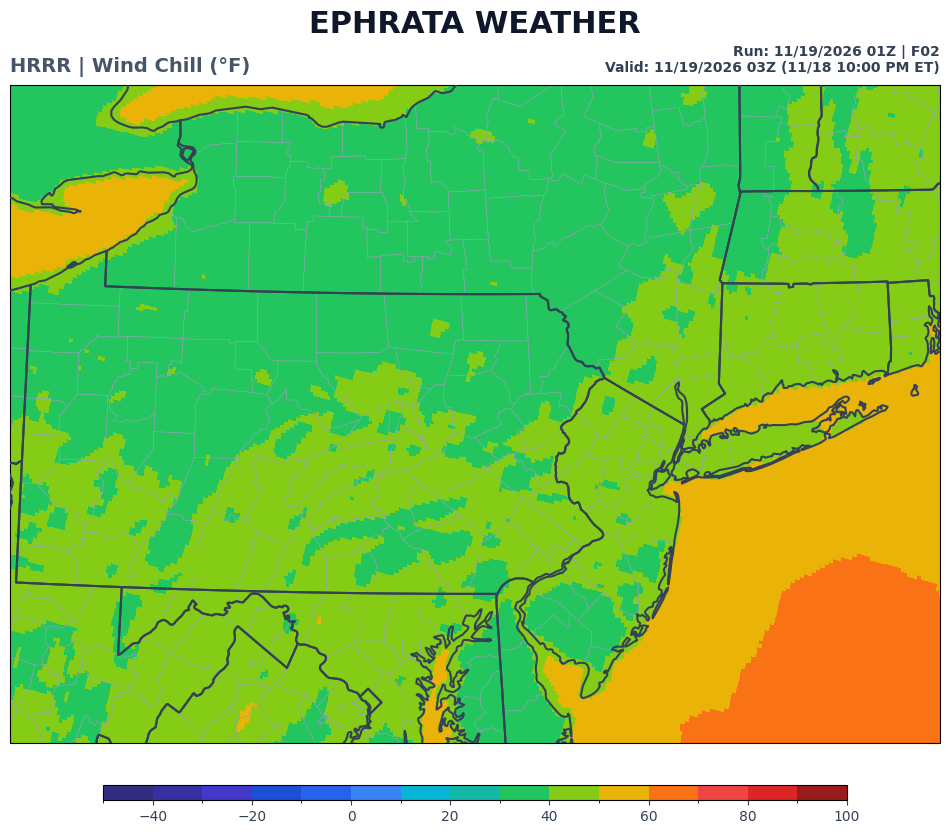 EPHRATA WEATHER
HRRR | Wind Chill (°F)
Run: 11/19/2026 01Z | F02
Valid: 11/19/2026 03Z (11/18 10:00 PM ET)
−40 −20 0 20 40 60 80 100